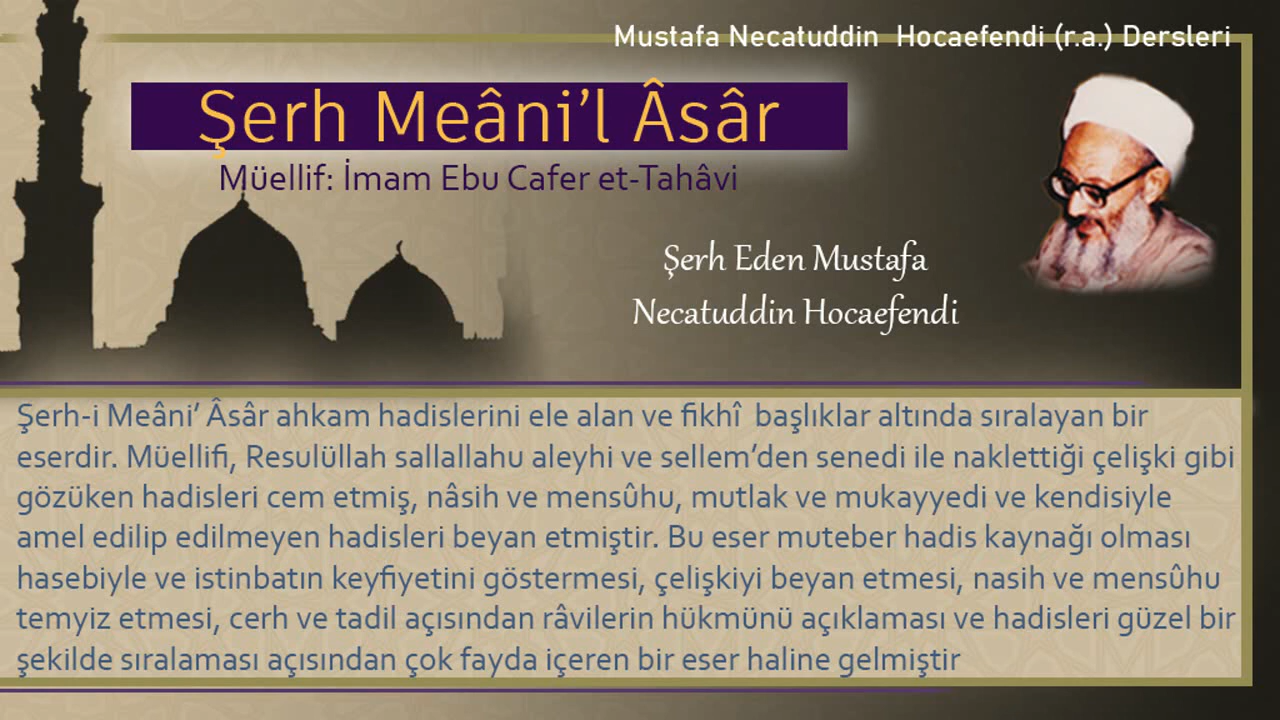 Mustafa Necatuddin Hocaefendi (r.a.) Dersleri
Şerh Meâni’l Âsâr
Müellif: İmam Ebu Cafer et-Tahâvi
Şerh Eden Mustafa
Necatuddin Hocaefendi
Şerh-i Meâni’ Âsâr ahkam hadislerini ele alan ve fikhî başlıklar altında sıralayan bir
eserdir. Müellifi, Resulüllah sallallahu aleyhi ve sellem’den senedi ile naklettiği çelişki gibi
gözüken hadisleri cem etmiş, nâsih ve mensûhu, mutlak ve mukayyedi ve kendisiyle
amel edilip edilmeyen hadisleri beyan etmiştir. Bu eser muteber hadis kaynağı olması
hasebiyle ve istinbatın keyfiyetini göstermesi, çelişkiyi beyan etmesi, nasih ve mensûhu
temyiz etmesi, cerh ve tadil açısından râvilerin hükmünü açıklaması ve hadisleri güzel bir
şekilde sıralaması açısından çok fayda içeren bir eser haline gelmiştir